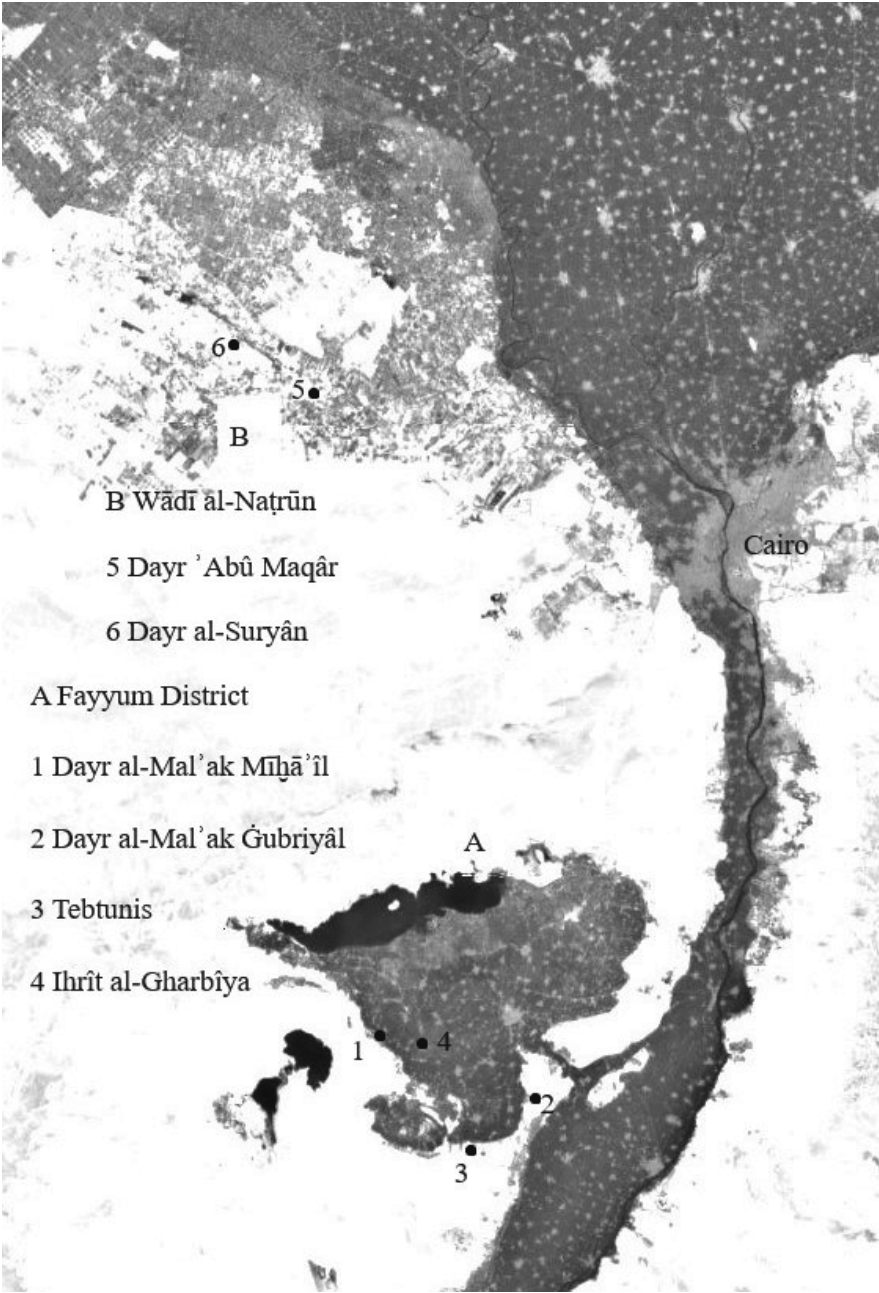 6
5
B
B Wādī al-Naṭrūn
5 Dayr ʾAbû Maqâr
Cairo
6 Dayr al-Suryân
A Fayyum District
1 Dayr al-Malʾak Mīḫāʾîl
2 Dayr al-Malʾak Ġubriyâl
A
3 Tebtunis
4 Ihrît al-Gharbîya
1
4
2
3